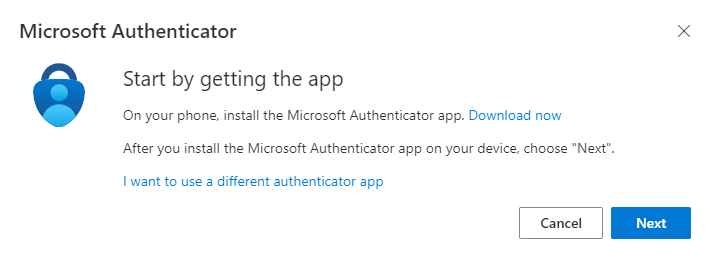 Microsoft Authenticator
Start by getting the app
On your phone, install the Microsoft Authenticator app. Download now
After you install the Microsoft Authenticator app on your device, choose "Next".
I want to use a different authenticator app
Cancel Next